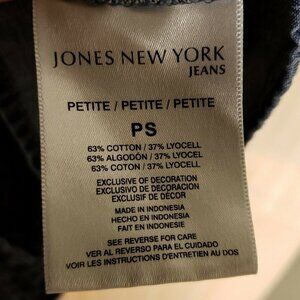 JONES NEW YORK
JEANS
PETITE / PETITE / PETITE
PS
63% COTTON / 37% LYOCELL
63% ALGODÓN / 37% LYOCEL
63% COTON / 37% LYOCELL
EXCLUSIVE OF DECORATION
EXCLUSIVO DE DECORACIÓN
EXCLUSIF DE DÉCOR
MADE IN INDONESIA
HECHO EN INDONESIA
FAIT EN INDONESIE
SEE REVERSE FOR CARE
VER AL REVERSO PARA EL CUIDADO
VOIR LES INSTRUCTIONS D'ENTRETIEN AU DOS